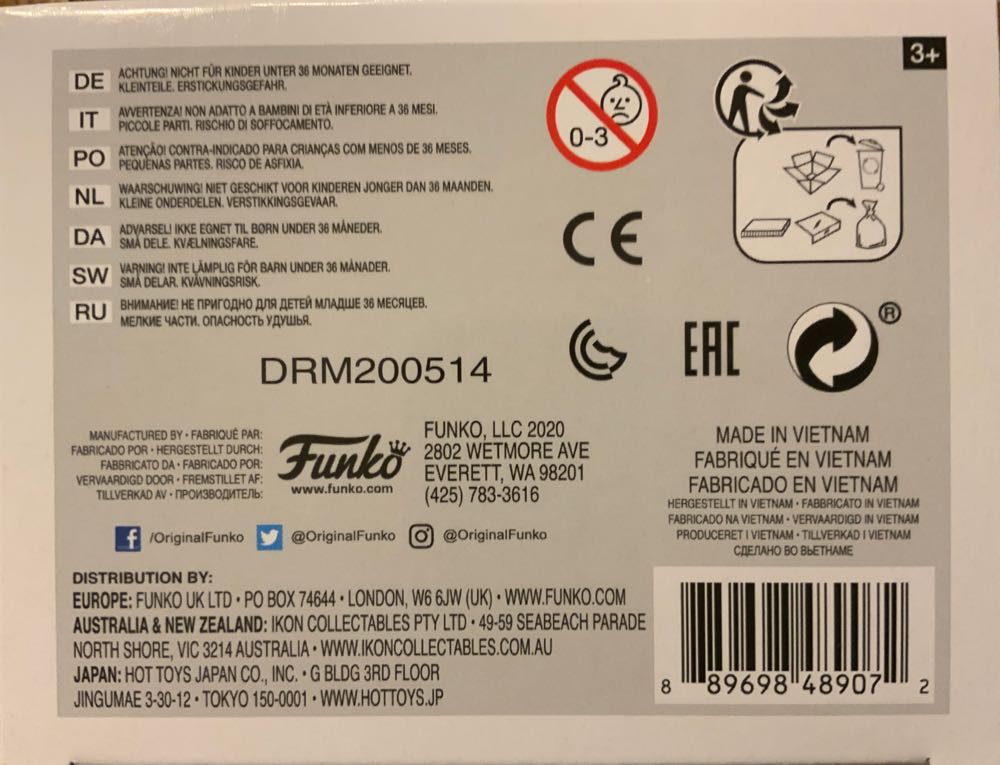 3+
DE ACHTUNG! NICHT FÜR KINDER UNTER 36 MONATEN GEEIGNET.
KLEINTEILE. ERSTICKUNGSGEFAHR.
IT AVVERTENZA! NON ADATTO A BAMBINI DI ETÀ INFERIORE A 36 MESI.
PICCOLE PARTI. RISCHIO DI SOFFOCAMENTO.
PO ATENÇÃO! CONTRA-INDICADO PARA CRIANÇAS COM MENOS DE 36 MESES.
PEQUENAS PARTES. RISCO DE ASFIXIA.
NL WAARSCHUWING! NIET GESCHIKT VOOR KINDEREN JONGER DAN 36 MAANDEN.
KLEINE ONDERDELEN. VERSTIKKINGSGEVAAR.
DA ADVARSEL! IKKE EGNET TIL BØRN UNDER 36 MÅNEDER.
SMÅ DELE. KVÆLNINGSFARE.
SW VARNING! INTE LÄMPLIG FÖR BARN UNDER 36 MÅNADER.
SMÅ DELAR. KVÄVNINGSRISK.
RU ВНИМАНИЕ! НЕ ПРИГОДНО ДЛЯ ДЕТЕЙ МЛАДШЕ 36 МЕСЯЦЕВ.
МЕЛКИЕ ЧАСТИ. ОПАСНОСТЬ УДУШЬЯ.
0-3
CE
EAC
®
DRM200514
MANUFACTURED BY • FABRIQUÉ PAR:
FABRICADO POR • HERGESTELLT DURCH:
FABBRICATO DA • FABRICADO POR:
VERVAARDIGD DOOR • FREMSTILLET AF:
TILLVERKAD AV • ПРОИЗВОДИТЕЛЬ:
Funko
www.funko.com
FUNKO, LLC 2020
2802 WETMORE AVE
EVERETT, WA 98201
(425) 783-3616
MADE IN VIETNAM
FABRIQUÉ EN VIETNAM
FABRICADO EN VIETNAM
HERGESTELLT IN VIETNAM • FABBRICATO IN VIETNAM
FABRICADO NA VIETNAM • VERVAARDIGD IN VIETNAM
PRODUCERET I VIETNAM • TILLVERKAD I VIETNAM
СДЕЛАНО ВО ВЬЕТНАМЕ
f /OriginalFunko @OriginalFunko @OriginalFunko
DISTRIBUTION BY:
EUROPE: FUNKO UK LTD • PO BOX 74644 • LONDON, W6 6JW (UK) • WWW.FUNKO.COM
AUSTRALIA & NEW ZEALAND: IKON COLLECTABLES PTY LTD • 49-59 SEABEACH PARADE
NORTH SHORE, VIC 3214 AUSTRALIA • WWW.IKONCOLLECTABLES.COM.AU
JAPAN: HOT TOYS JAPAN CO., INC. • G BLDG 3RD FLOOR
JINGUMAE 3-30-12 • TOKYO 150-0001 • WWW.HOTTOYS.JP
8 89698 48907 2